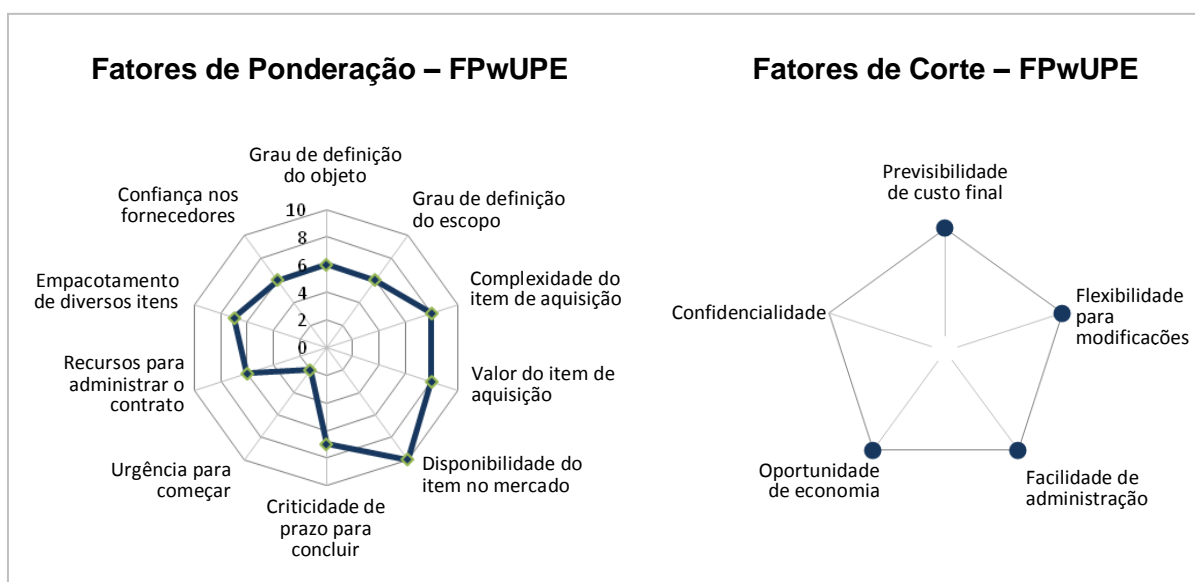 Fatores de Ponderação – FPwUPE
Grau de definição
do objeto
Grau de definição
do escopo
Complexidade do
item de aquisição
Valor do item de
aquisição
Disponibilidade do
item no mercado
Criticidade de
prazo para
concluir
Urgência para
começar
Recursos para
administrar o
contrato
Empacotamento
de diversos itens
Confiança nos
fornecedores
10
8
6
4
2
0
Fatores de Corte – FPwUPE
Previsibilidade
de custo final
Flexibilidade
para
modificações
Facilidade de
administração
Oportunidade
de economia
Confidencialidade